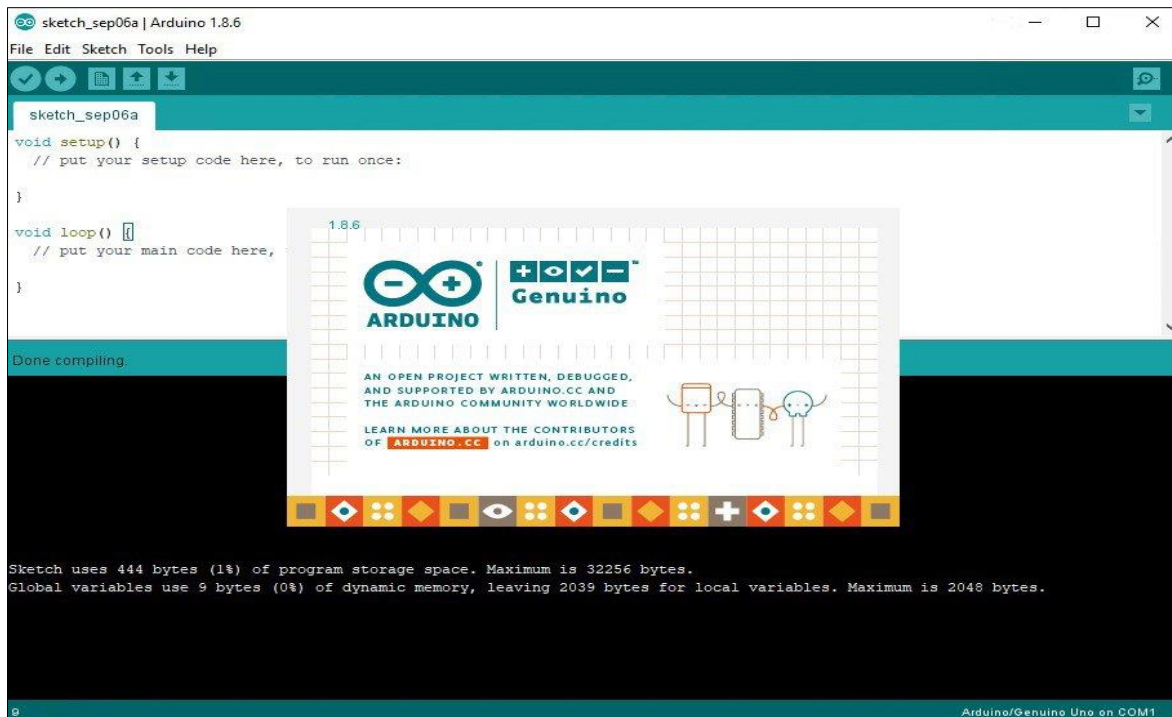 sketch_sep06a | Arduino 1.8.6
File Edit Sketch Tools Help
sketch_sep06a
void setup() {
// put your setup code here, to run once:
}
void loop() {
// put your main code here,
}
1.8.6
ARDUINO
Genuino
™
AN OPEN PROJECT WRITTEN, DEBUGGED,
AND SUPPORTED BY ARDUINO.CC AND
THE ARDUINO COMMUNITY WORLDWIDE
LEARN MORE ABOUT THE CONTRIBUTORS
OF ARDUINO.CC on arduino.cc/credits
Done compiling.
Sketch uses 444 bytes (1%) of program storage space. Maximum is 32256 bytes.
Global variables use 9 bytes (0%) of dynamic memory, leaving 2039 bytes for local variables. Maximum is 2048 bytes.
9
Arduino/Genuino Uno on COM1